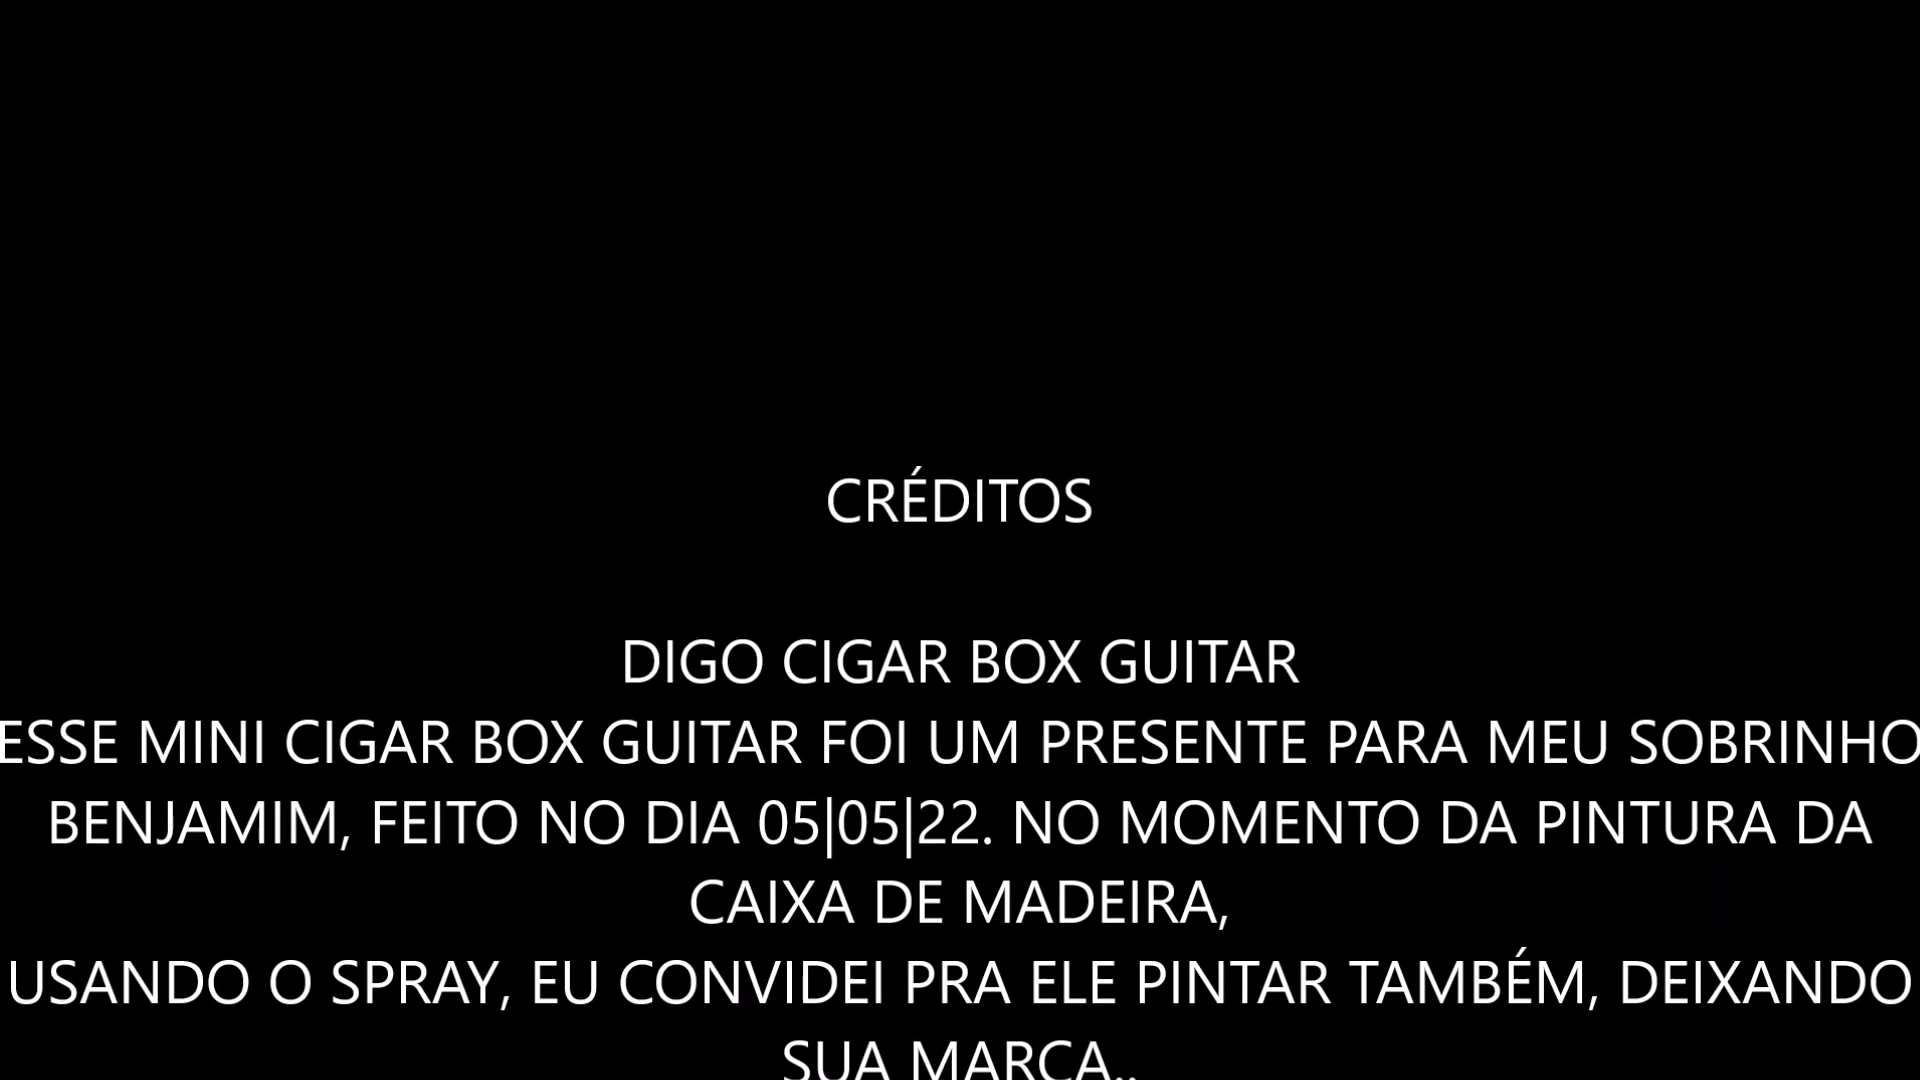 CRÉDITOS
DIGO CIGAR BOX GUITAR
ESSE MINI CIGAR BOX GUITAR FOI UM PRESENTE PARA MEU SOBRINHO
BENJAMIM, FEITO NO DIA 05|05|22. NO MOMENTO DA PINTURA DA
CAIXA DE MADEIRA,
USANDO O SPRAY, EU CONVIDEI PRA ELE PINTAR TAMBÉM, DEIXANDO
SUA MARCA..